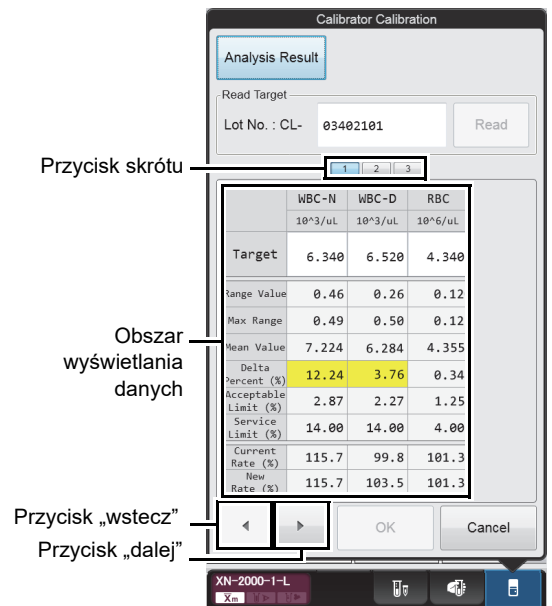 Calibrator Calibration
Analysis Result
Read Target
Lot No. : CL- 03402101 Read
Przycisk skrótu
1 2 3
WBC-N WBC-D RBC
10^3/uL 10^3/uL 10^6/uL
Target 6.340 6.520 4.340
Range Value 0.46 0.26 0.12
Max Range 0.49 0.50 0.12
Obszar
wyświetlania
danych
Mean Value 7.224 6.284 4.355
Delta
Percent (%) 12.24 3.76 0.34
Acceptable
Limit (%) 2.87 2.27 1.25
Service
Limit (%) 14.00 14.00 4.00
Current
Rate (%) 115.7 99.8 101.3
New
Rate (%) 115.7 103.5 101.3
Przycisk „wstecz”
Przycisk „dalej”
OK Cancel
XN-2000-1-L
Xm